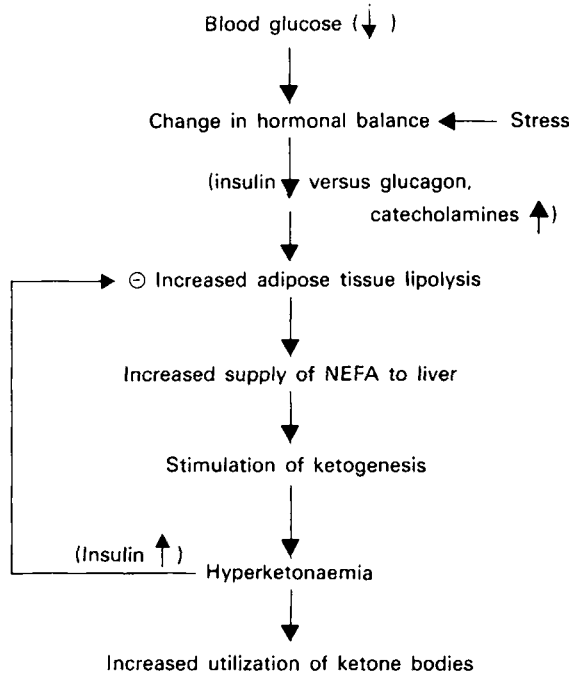 Blood glucose (↓)
Change in hormonal balance ← Stress
(insulin ↓ versus glucagon,
catecholamines ↑)
⊖ Increased adipose tissue lipolysis
Increased supply of NEFA to liver
Stimulation of ketogenesis
(Insulin ↑)
Hyperketonaemia
Increased utilization of ketone bodies